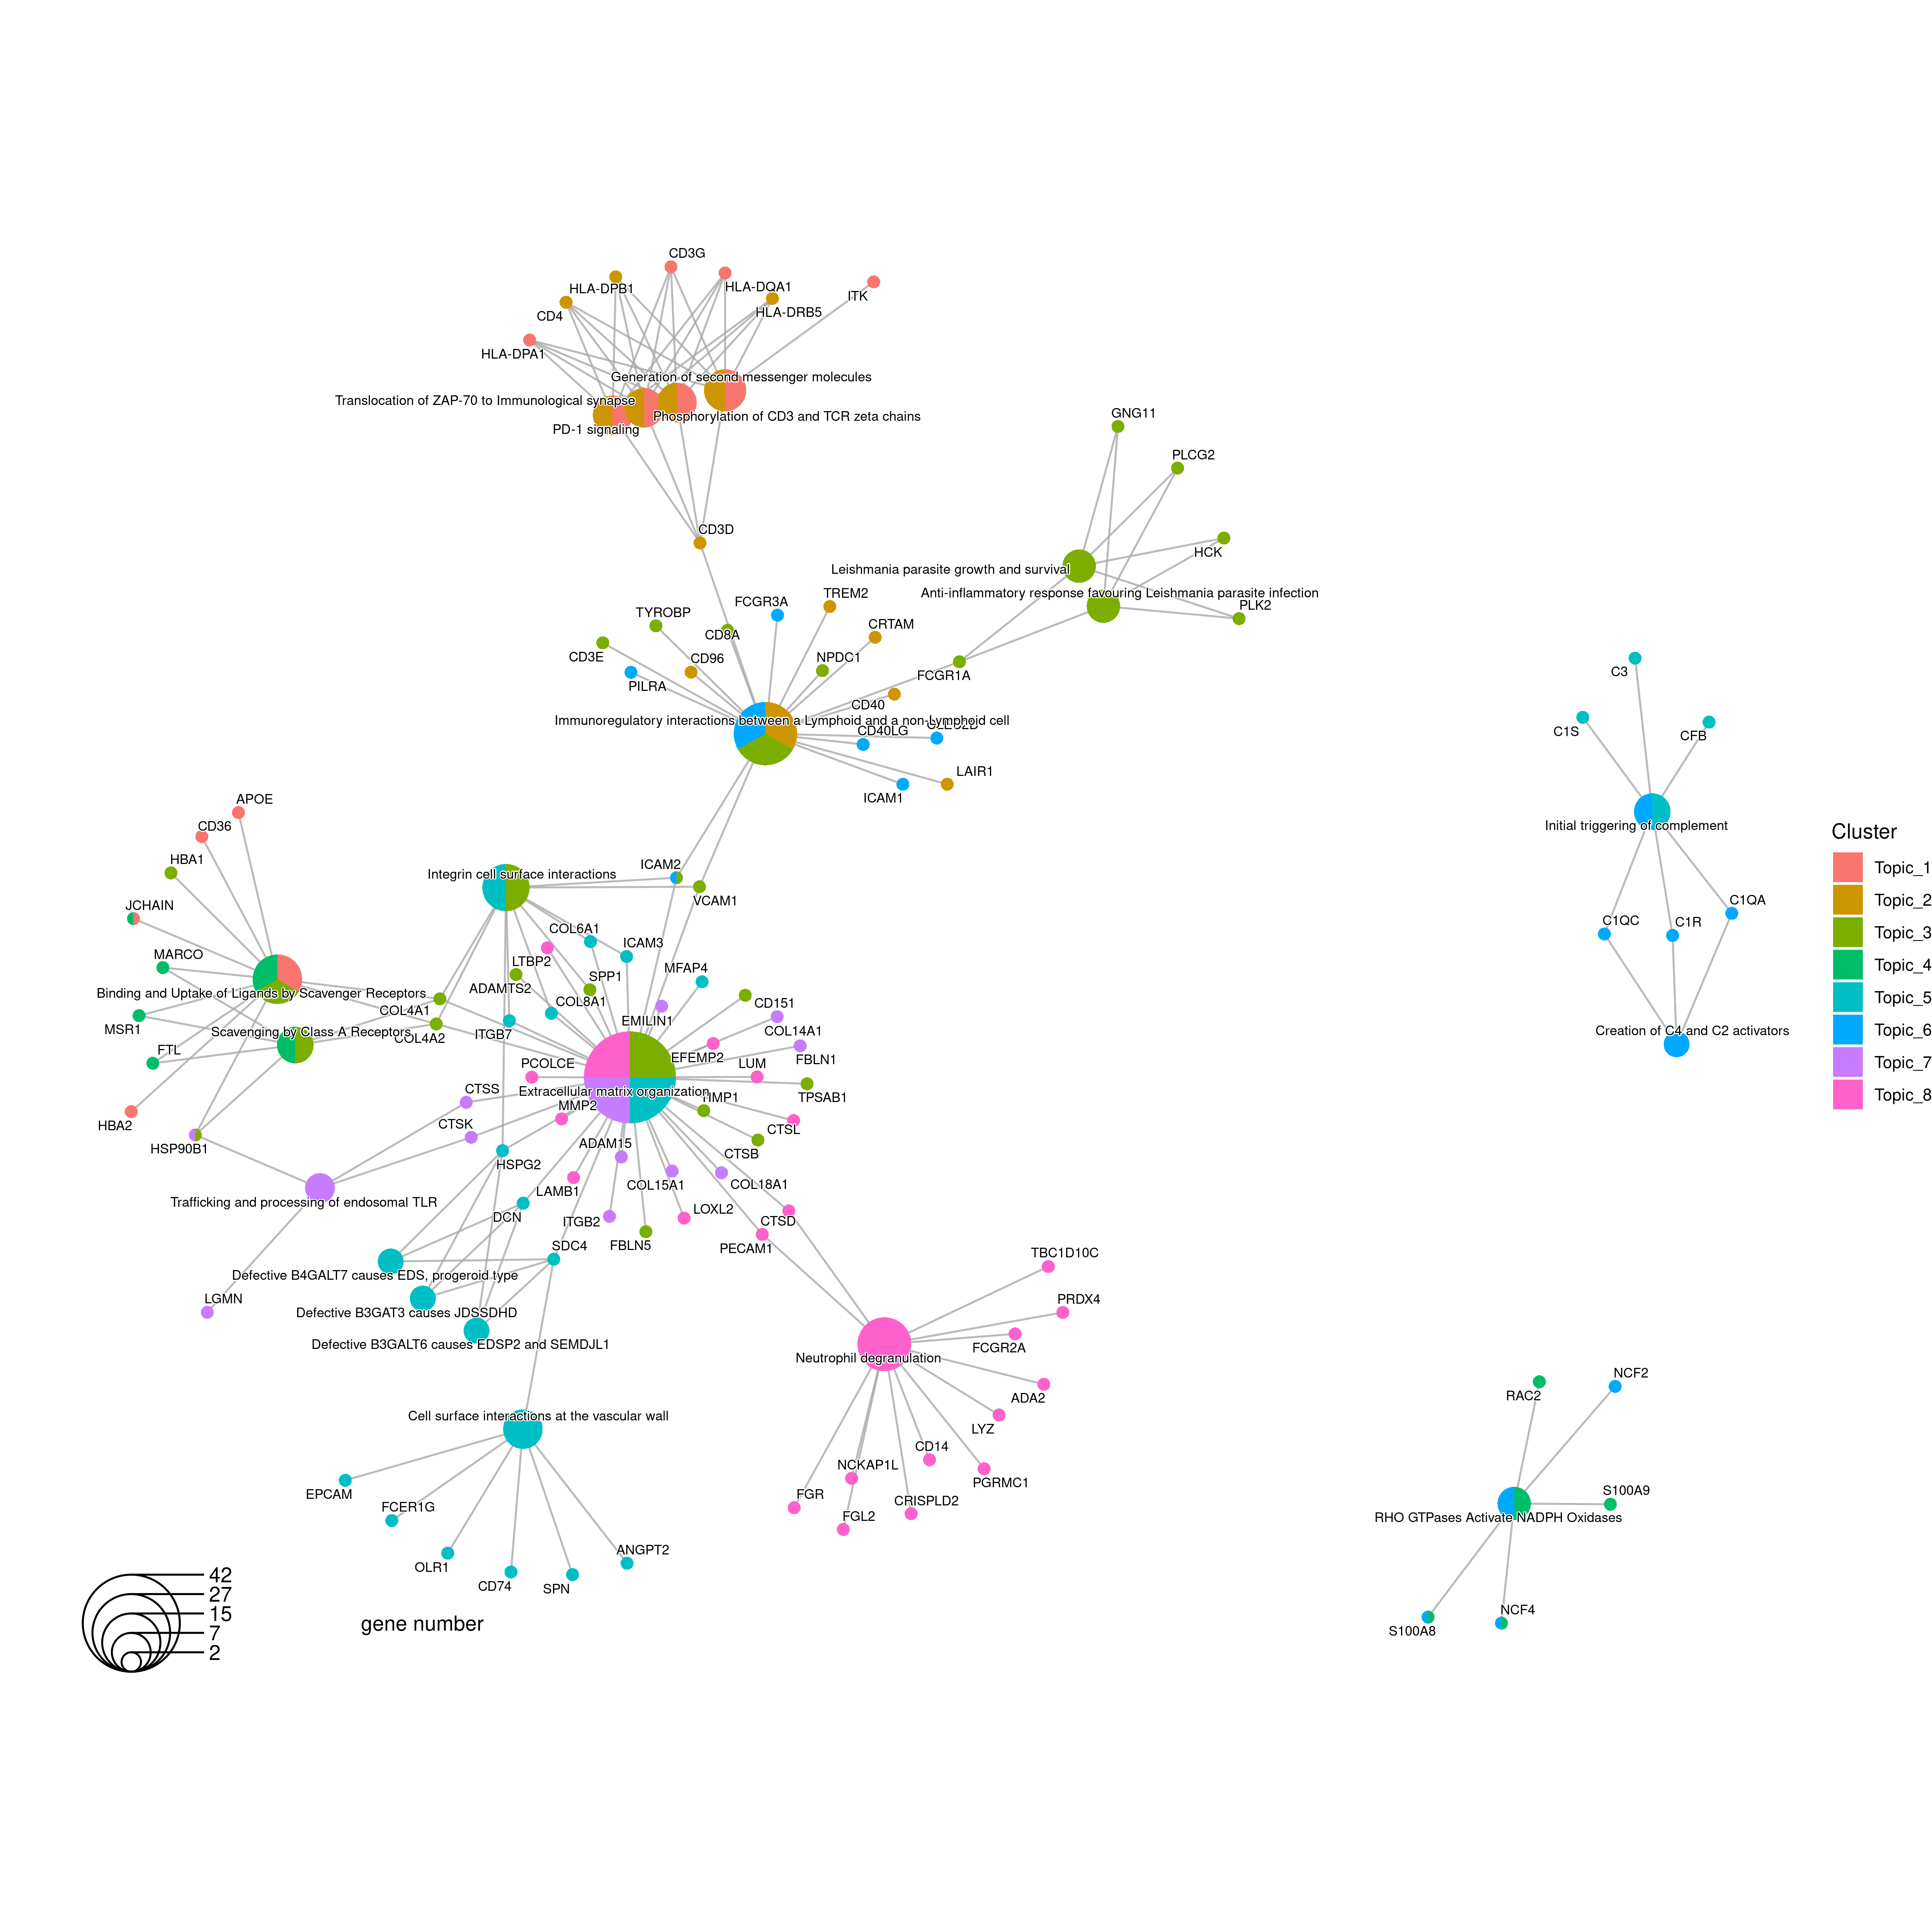 CD3G
HLA-DPB1
HLA-DQA1
ITK
CD4
HLA-DRB5
HLA-DPA1
Generation of second messenger molecules
Translocation of ZAP-70 to Immunological synapse
Phosphorylation of CD3 and TCR zeta chains
PD-1 signaling
GNG11
PLCG2
CD3D
HCK
Leishmania parasite growth and survival
Anti-inflammatory response favouring Leishmania parasite infection
PLK2
TREM2
FCGR3A
TYROBP
CRTAM
CD8A
CD3E
CD96
NPDC1
FCGR1A
PILRA
CD40
Immunoregulatory interactions between a Lymphoid and a non-Lymphoid cell
CD40LG
LAIR1
ICAM1
C3
C1S
CFB
Initial triggering of complement
C1QA
C1QC
C1R
Creation of C4 and C2 activators
APOE
CD36
HBA1
JCHAIN
MARCO
Binding and Uptake of Ligands by Scavenger Receptors
MSR1
Scavenging by Class A Receptors
FTL
HBA2
HSP90B1
Integrin cell surface interactions
ICAM2
VCAM1
COL6A1
ICAM3
LTBP2
MFAP4
SPP1
ADAMTS2
COL8A1
CD151
COL4A1
COL4A2
ITGB7
EMILIN1
COL14A1
EFEMP2
FBLN1
PCOLCE
LUM
Extracellular matrix organization
TPSAB1
CTSS
MMP2
CTSK
CTSL
ADAM15
CTSB
HSPG2
COL15A1
COL18A1
LAMB1
Trafficking and processing of endosomal TLR
DCN
ITGB2
LOXL2
CTSD
FBLN5
PECAM1
SDC4
Defective B4GALT7 causes EDS, progeroid type
LGMN
Defective B3GAT3 causes JDSSDHD
Defective B3GALT6 causes EDSP2 and SEMDJL1
TBC1D10C
PRDX4
FCGR2A
Neutrophil degranulation
ADA2
LYZ
CD14
NCKAP1L
PGRMC1
FGR
CRISPLD2
FGL2
Cell surface interactions at the vascular wall
EPCAM
FCER1G
OLR1
CD74
SPN
ANGPT2
NCF2
RAC2
S100A9
RHO GTPases Activate NADPH Oxidases
NCF4
S100A8
Cluster
Topic_1
Topic_2
Topic_3
Topic_4
Topic_5
Topic_6
Topic_7
Topic_8
42
27
15
7
2
gene number